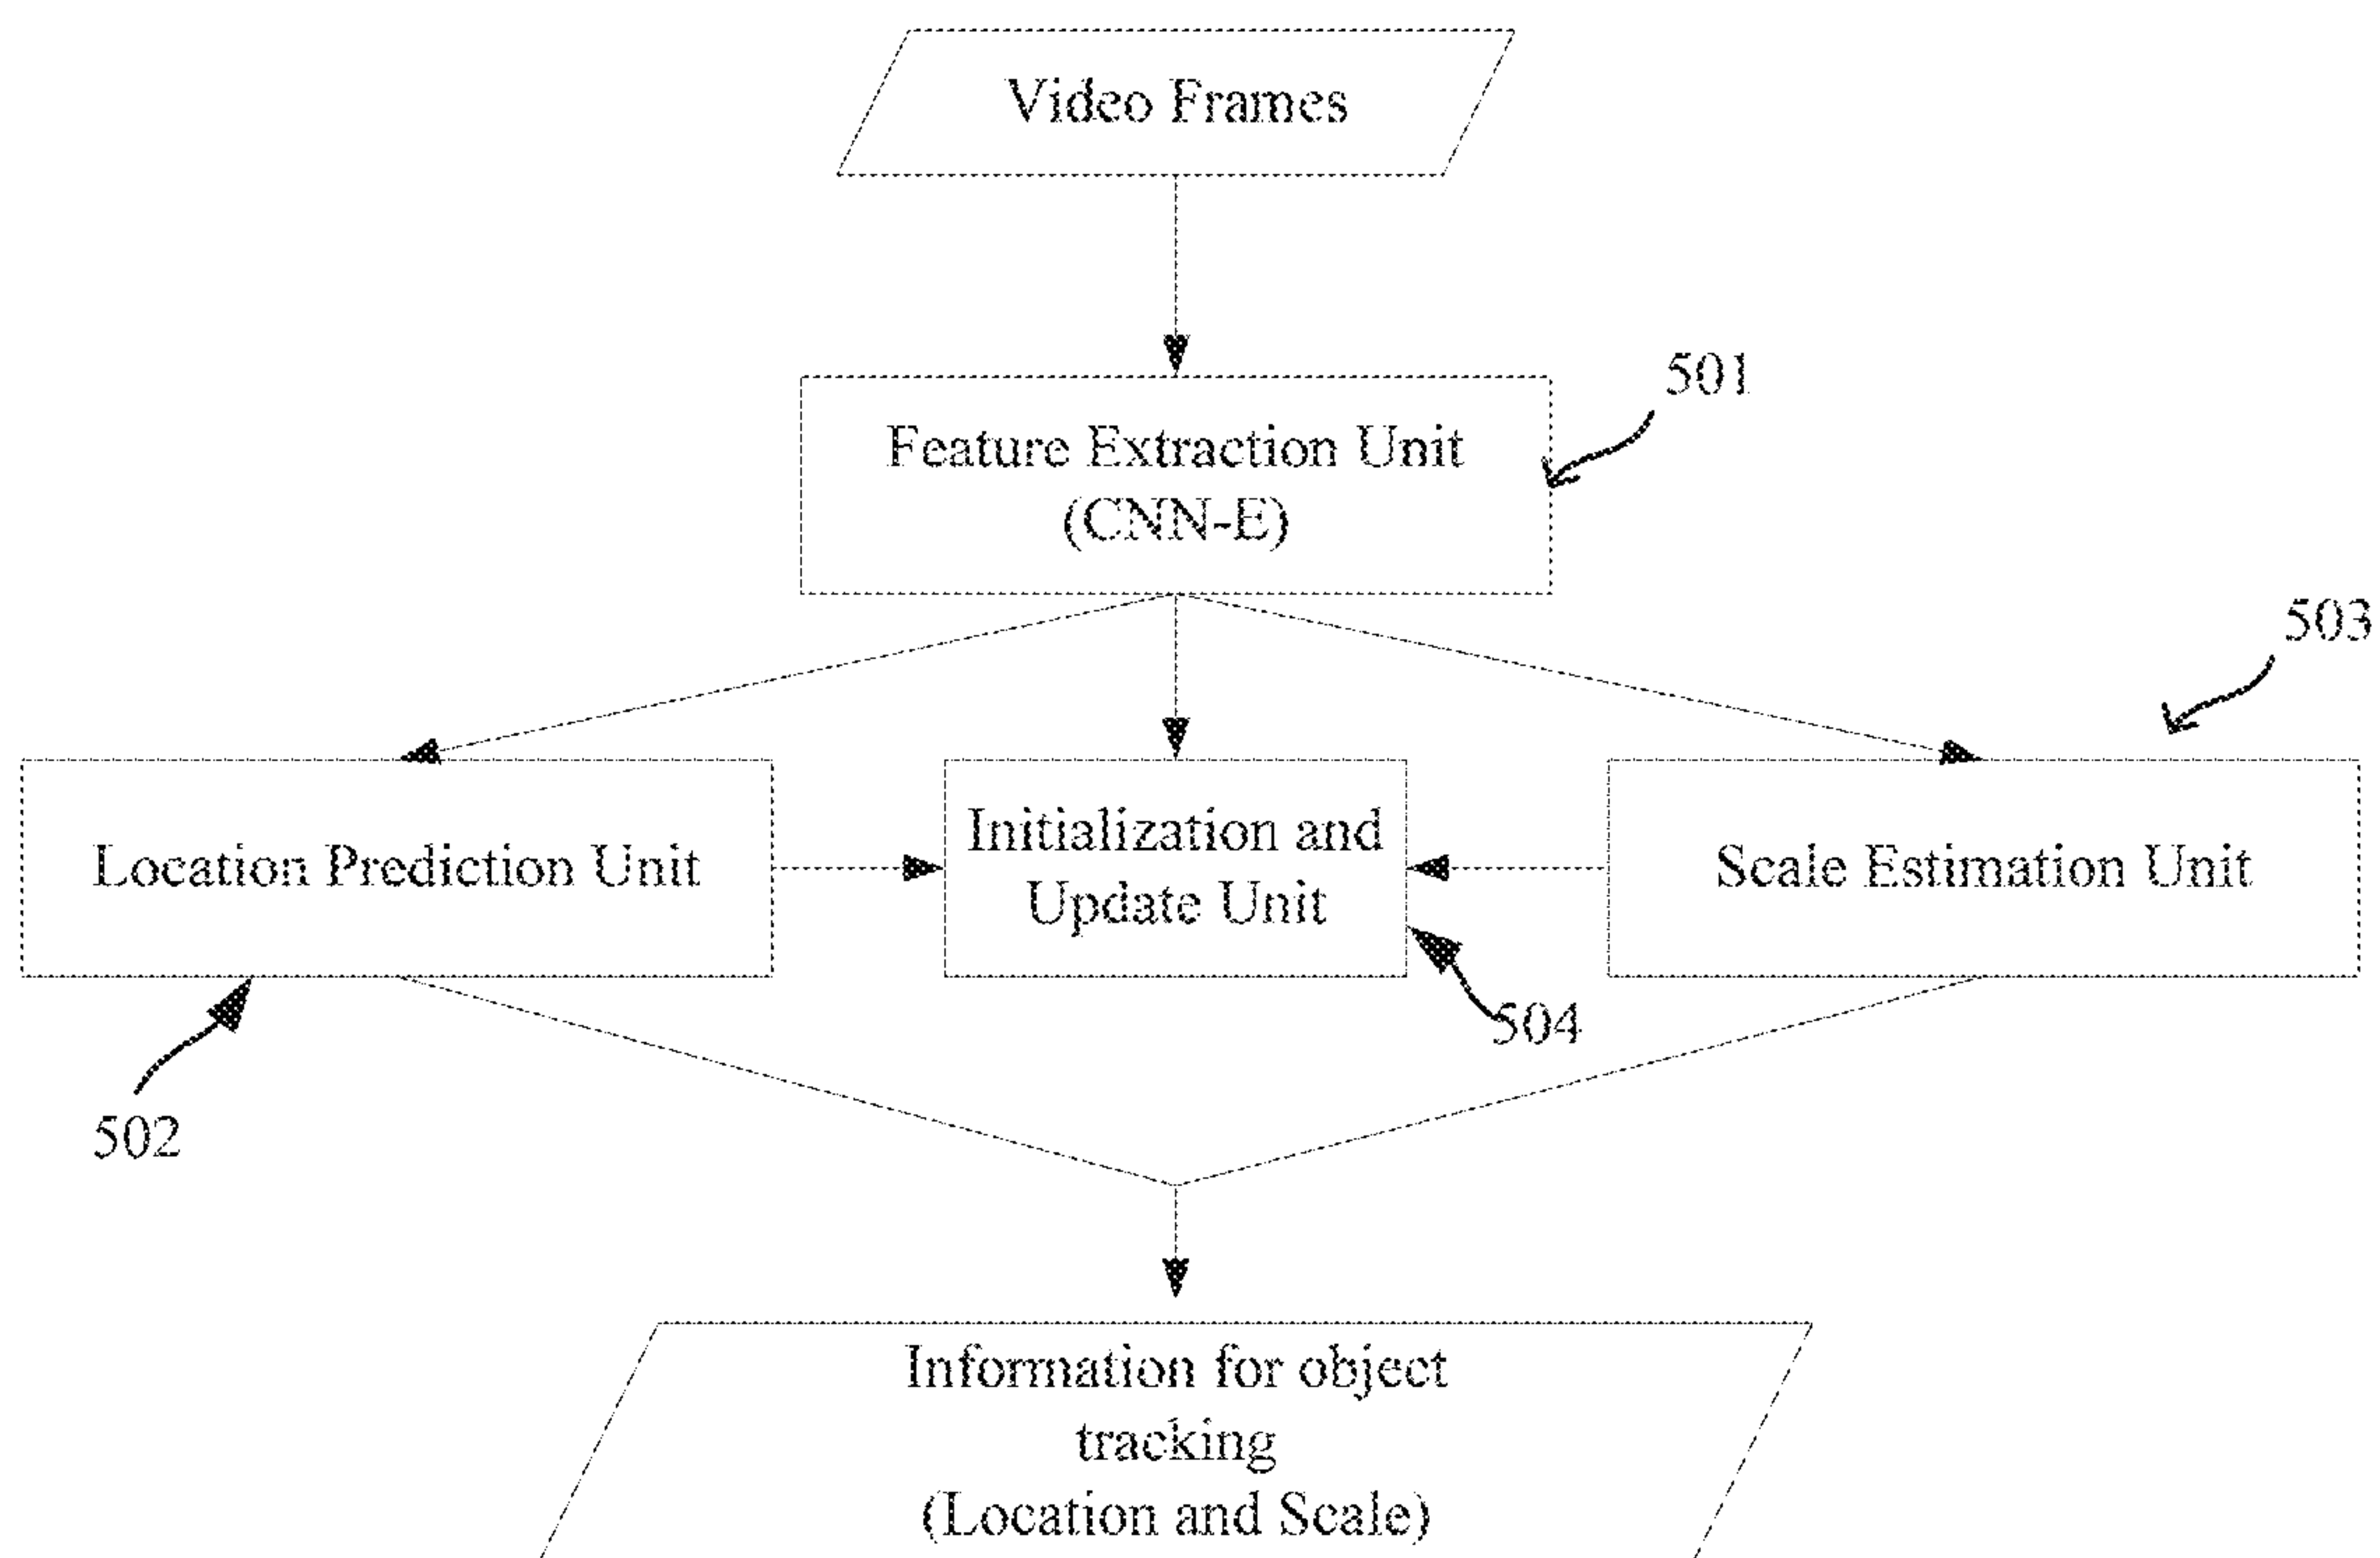 Video Frames
501
Feature Extraction Unit
(CNN-E)
503
Location Prediction Unit
Initialization and
Update Unit
Scale Estimation Unit
504
502
Information for object
tracking
(Location and Scale)